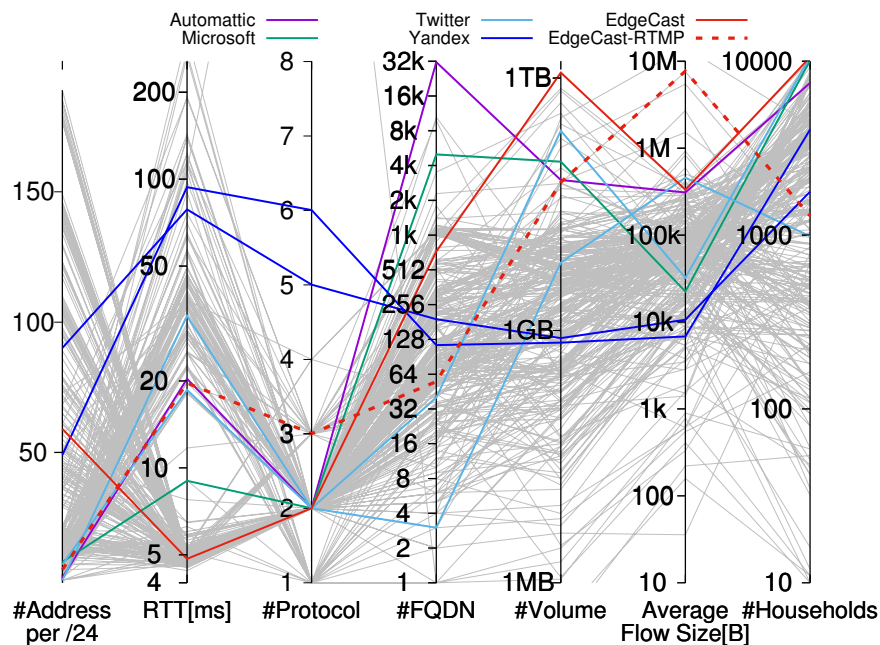 Automattic
Microsoft
Twitter
Yandex
EdgeCast
EdgeCast-RTMP
150
100
50
#Address
per /24
200
100
50
20
10
5
4
RTT[ms]
8
7
6
5
4
3
2
1
#Protocol
32k
16k
8k
4k
2k
1k
512
256
128
64
32
16
8
4
2
1
#FQDN
1TB
1GB
1MB
#Volume
10M
1M
100k
10k
1k
100
10
Average
Flow Size[B]
10000
1000
100
10
#Households